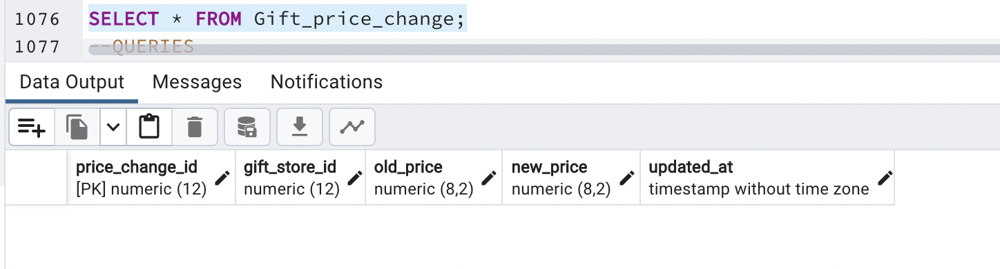 1076 SELECT * FROM Gift_price_change;
1077 --QUERIES
Data Output Messages Notifications
price_change_id gift_store_id old_price new_price updated_at
[PK] numeric (12) numeric (12) numeric (8,2) numeric (8,2) timestamp without time zone